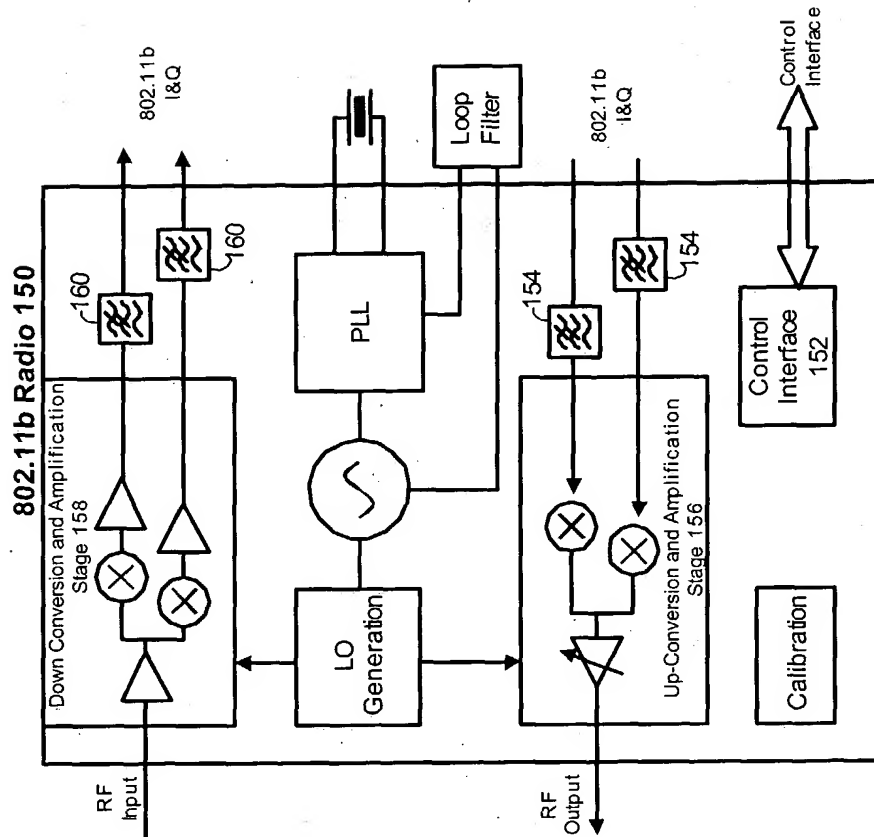 802.11b Radio 150
RF
Input
Down Conversion and Amplification
Stage 158
160
160
802.11b
I&Q
LO
Generation
PLL
Loop
Filter
RF
Output
Up-Conversion and Amplification
Stage 156
154
154
802.11b
I&Q
Calibration
Control
Interface
152
Control
Interface